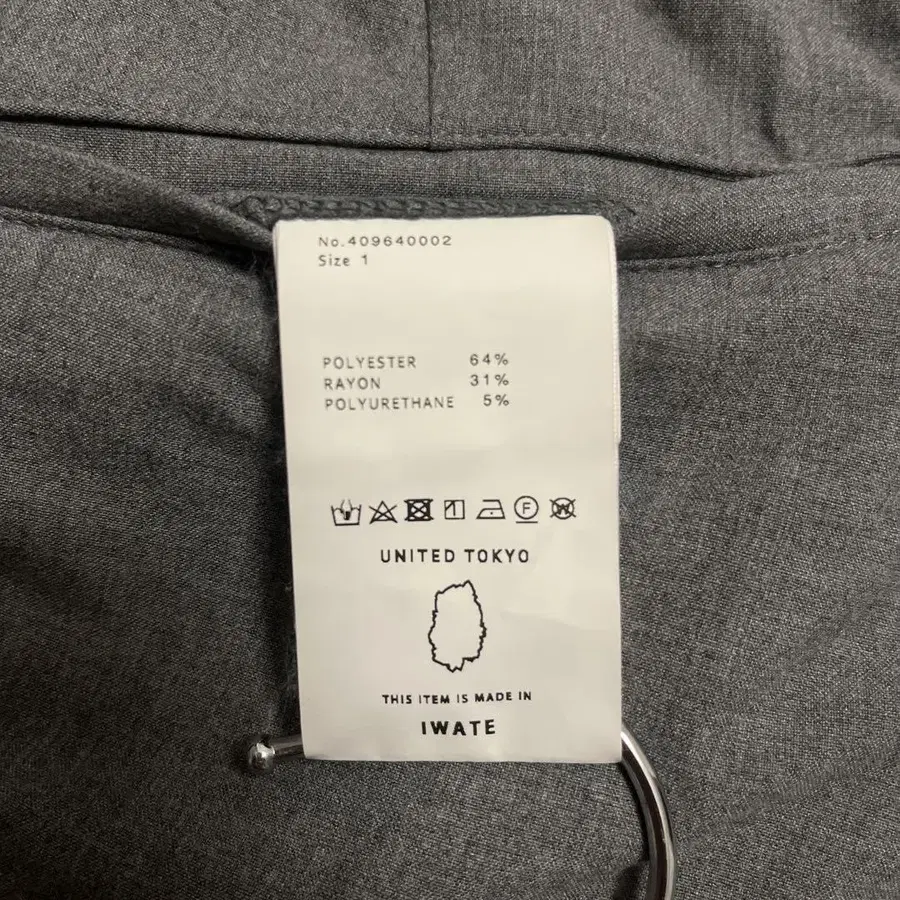 No.409640002
Size 1
POLYESTER 64%
RAYON 31%
POLYURETHANE 5%
F W
UNITED TOKYO
THIS ITEM IS MADE IN
IWATE